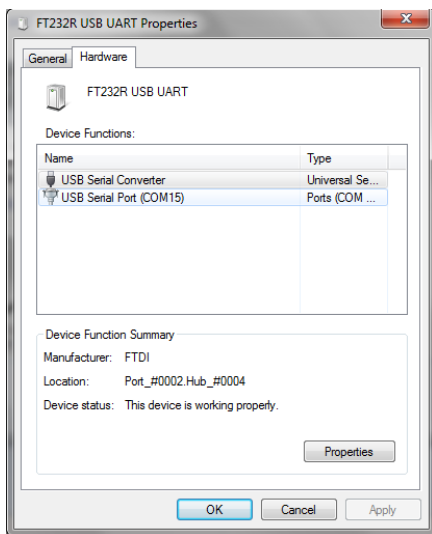 FT232R USB UART Properties
General Hardware
FT232R USB UART
Device Functions:
Name Type
USB Serial Converter Universal Se...
USB Serial Port (COM15) Ports (COM ...
Device Function Summary
Manufacturer: FTDI
Location: Port_#0002.Hub_#0004
Device status: This device is working properly.
Properties
OK Cancel Apply